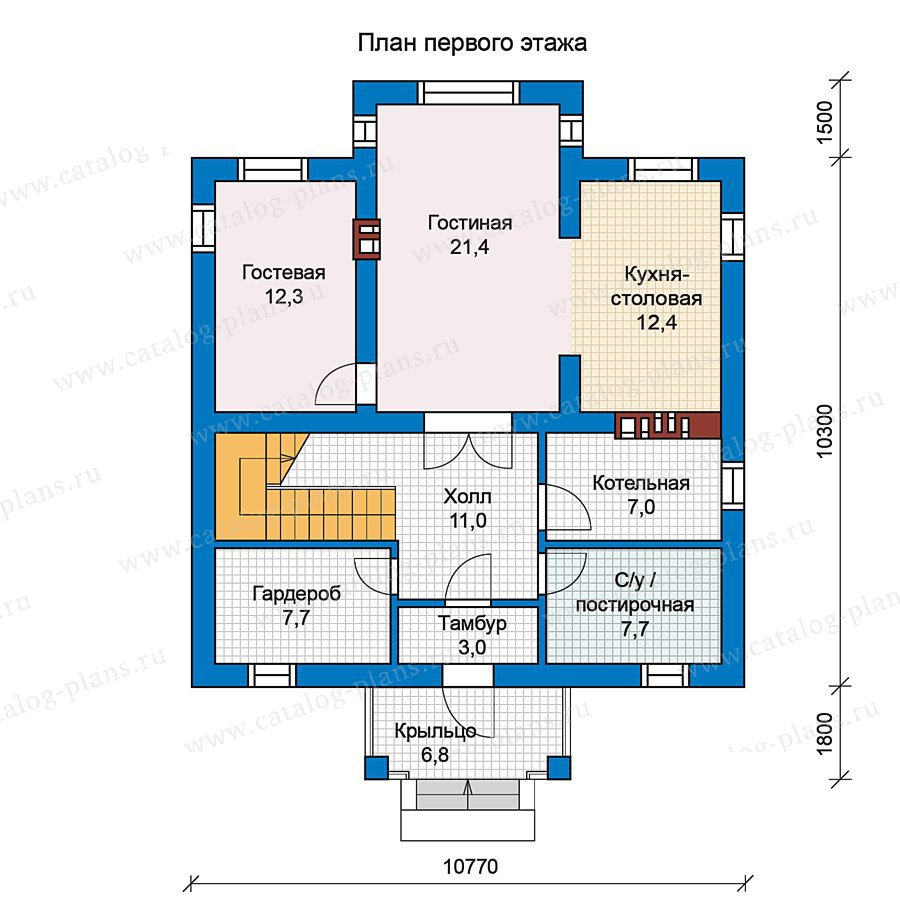 План первого этажа
1500
Гостиная
21,4
Гостевая
12,3
Кухня-
столовая
12,4
10300
Холл
11,0
Котельная
7,0
Гардероб
7,7
С/у /
постирочная
7,7
Тамбур
3,0
Крыльцо
6,8
1800
10770
www.catalog-plans.ru